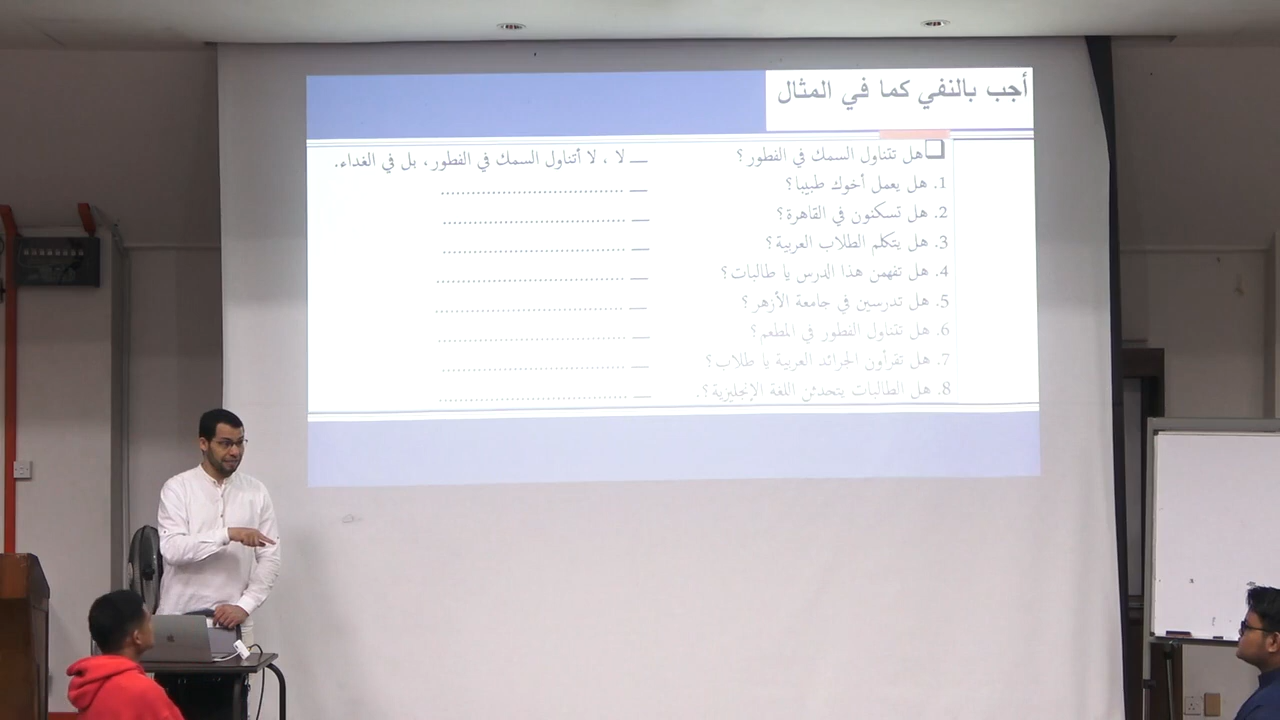 أجب بالنفي كما في المثال
هل تتناول السمك في الفطور؟ — لا ، لا أتناول السمك في الفطور، بل في الغداء.
1. هل يعمل أخوك طبيبا؟ — ................................
2. هل تسكنون في القاهرة؟ — ................................
3. هل يتكلم الطلاب العربية؟ — ................................
4. هل تفهمن هذا الدرس يا طالبات؟ — ................................
5. هل تدرسين في جامعة الأزهر؟ — ................................
6. هل تتناول الفطور في المطعم؟ — ................................
7. هل تقرأون الجرائد العربية يا طلاب؟ — ................................
8. هل الطالبات يتحدثن اللغة الإنجليزية؟. — ................................